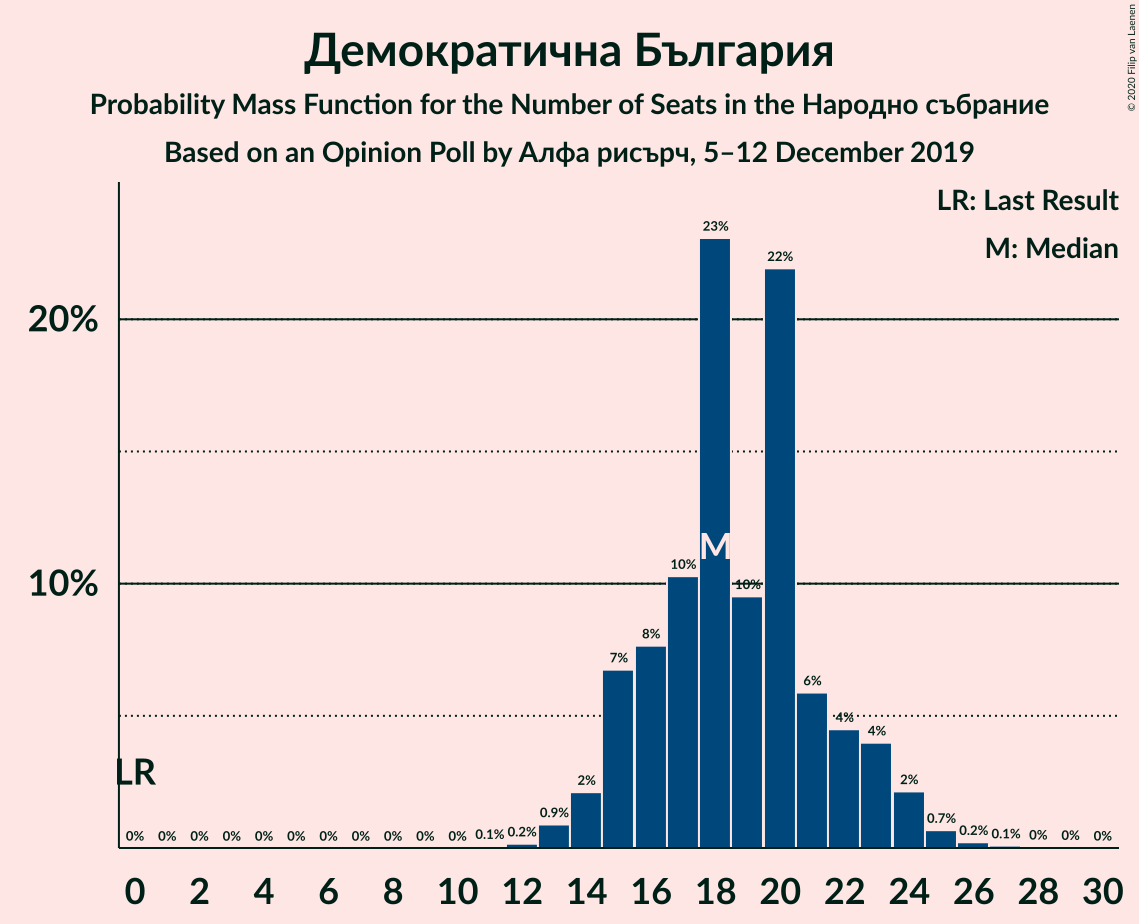 Демократична България
Probability Mass Function for the Number of Seats in the Народно събрание
Based on an Opinion Poll by Алфа рисърч, 5–12 December 2019
© 2020 Filip van Laenen
LR: Last Result
M: Median
20%
10%
23%
22%
10%
10%
8%
7%
6%
4%
4%
2%
2%
0.9%
0.7%
0% 0% 0% 0% 0% 0% 0% 0% 0% 0% 0% 0.1% 0.2% 0.2% 0.1% 0% 0% 0%
M
LR
0 2 4 6 8 10 12 14 16 18 20 22 24 26 28 30